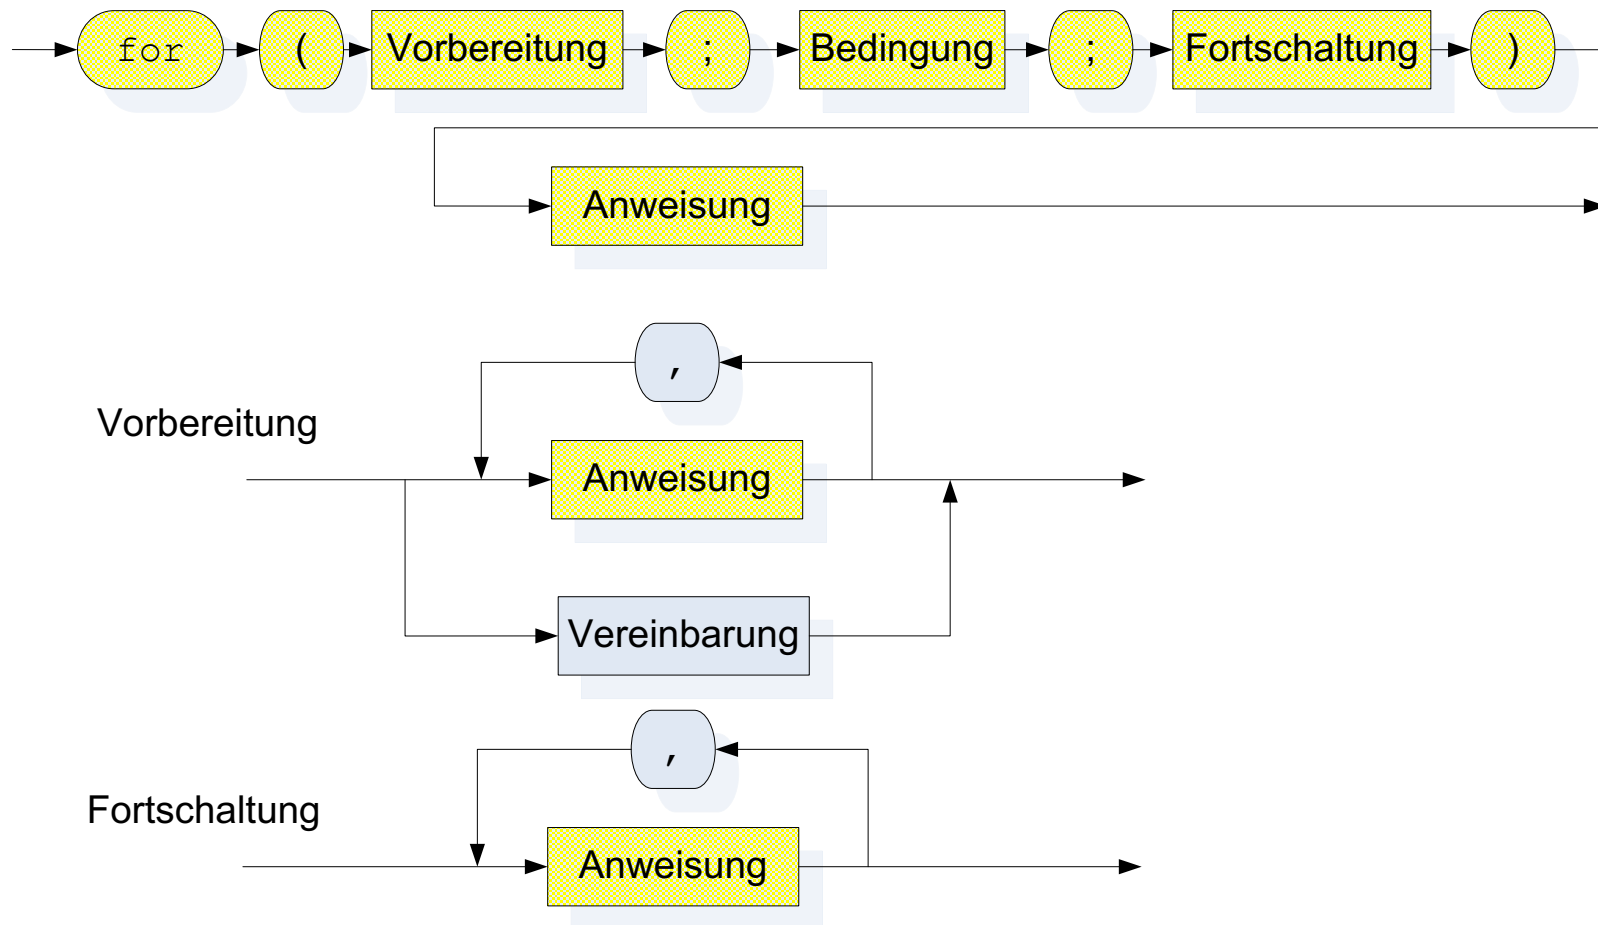 for ( Vorbereitung ; Bedingung ; Fortschaltung )
Anweisung
,
Vorbereitung
Anweisung
Vereinbarung
,
Fortschaltung
Anweisung